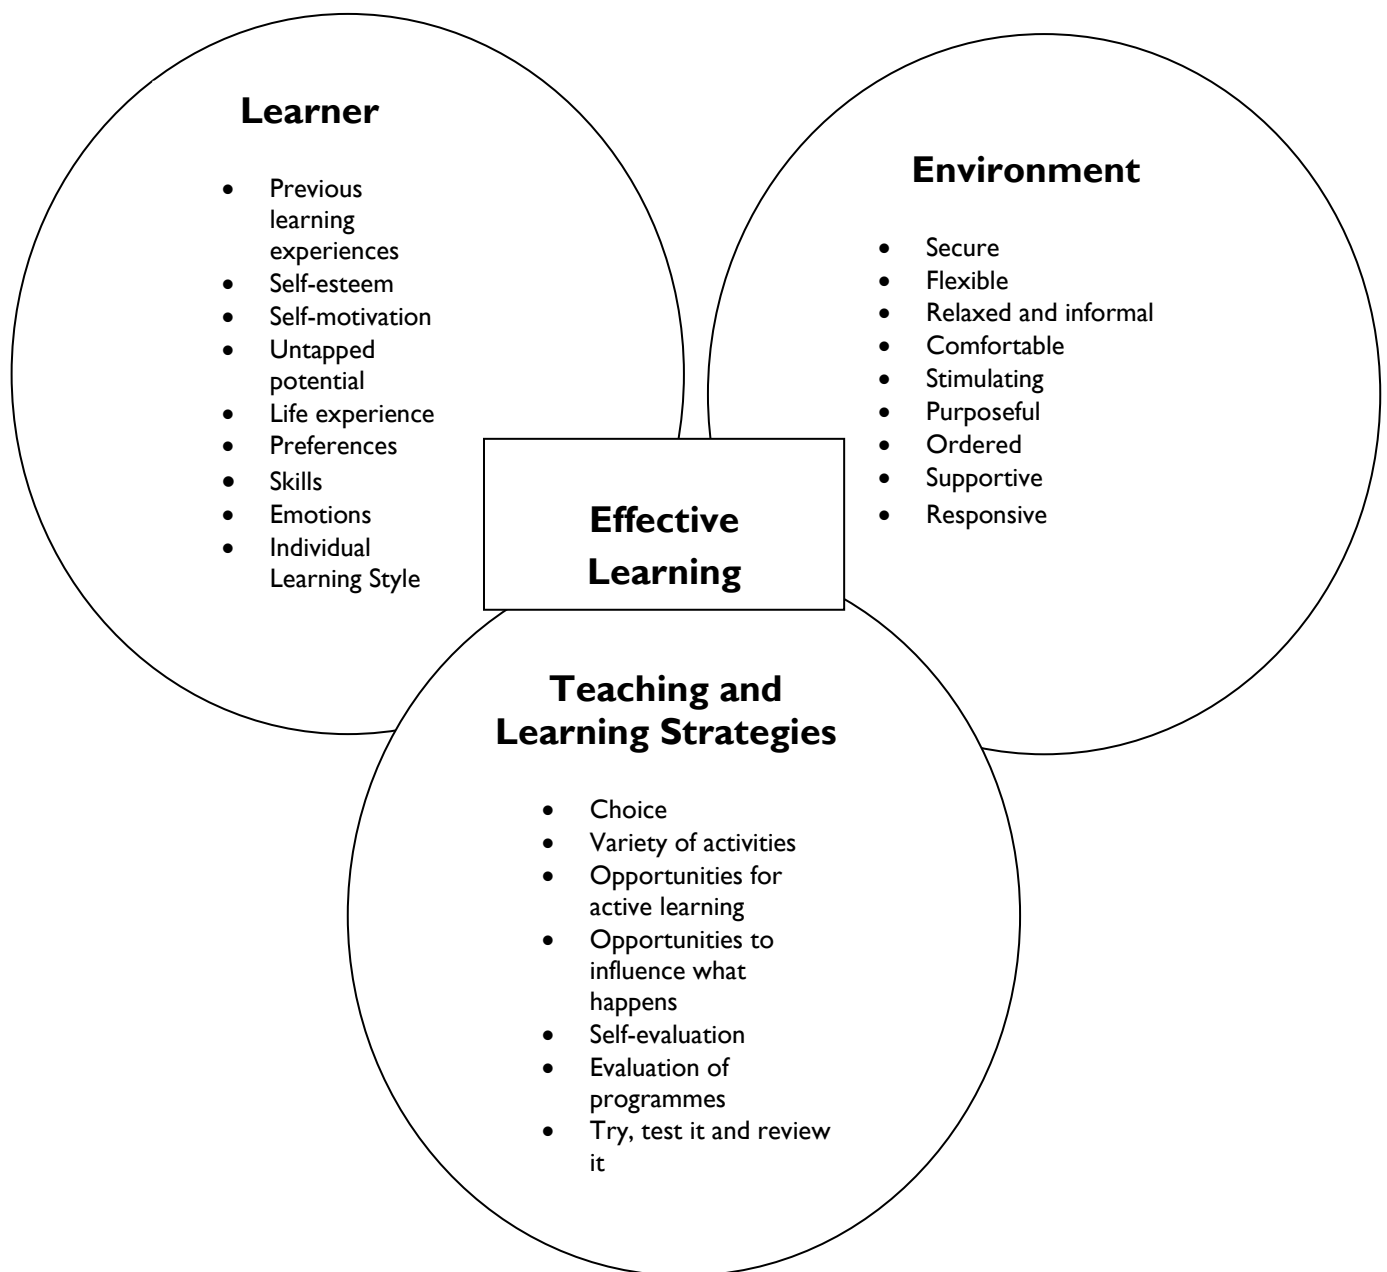 Learner
• Previous
learning
experiences
• Self-esteem
• Self-motivation
• Untapped
potential
• Life experience
• Preferences
• Skills
• Emotions
• Individual
Learning Style
Environment
• Secure
• Flexible
• Relaxed and informal
• Comfortable
• Stimulating
• Purposeful
• Ordered
• Supportive
• Responsive
Effective
Learning
Teaching and
Learning Strategies
• Choice
• Variety of activities
• Opportunities for
active learning
• Opportunities to
influence what
happens
• Self-evaluation
• Evaluation of
programmes
• Try, test it and review
it